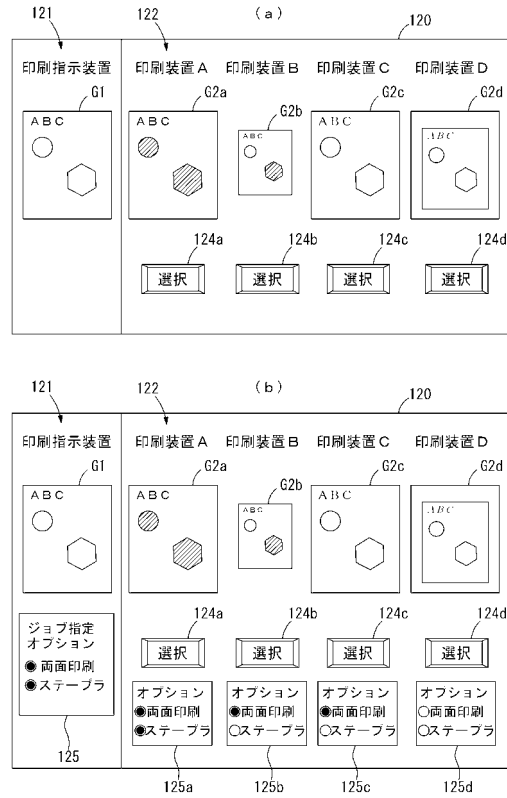 (a)
121
122
120
印刷指示装置
印刷装置A 印刷装置B 印刷装置C 印刷装置D
G1
G2a
G2b
G2c
G2d
ABC
ABC
ABC
ABC
ABC
124a
124b
124c
124d
選択
選択
選択
選択
(b)
121
122
120
印刷指示装置
印刷装置A 印刷装置B 印刷装置C 印刷装置D
G1
G2a
G2b
G2c
G2d
ABC
ABC
ABC
ABC
ABC
124a
124b
124c
124d
選択
選択
選択
選択
ジョブ指定
オプション
両面印刷
ステープラ
オプション
両面印刷
ステープラ
オプション
両面印刷
ステープラ
オプション
両面印刷
ステープラ
オプション
両面印刷
ステープラ
125
125a
125b
125c
125d